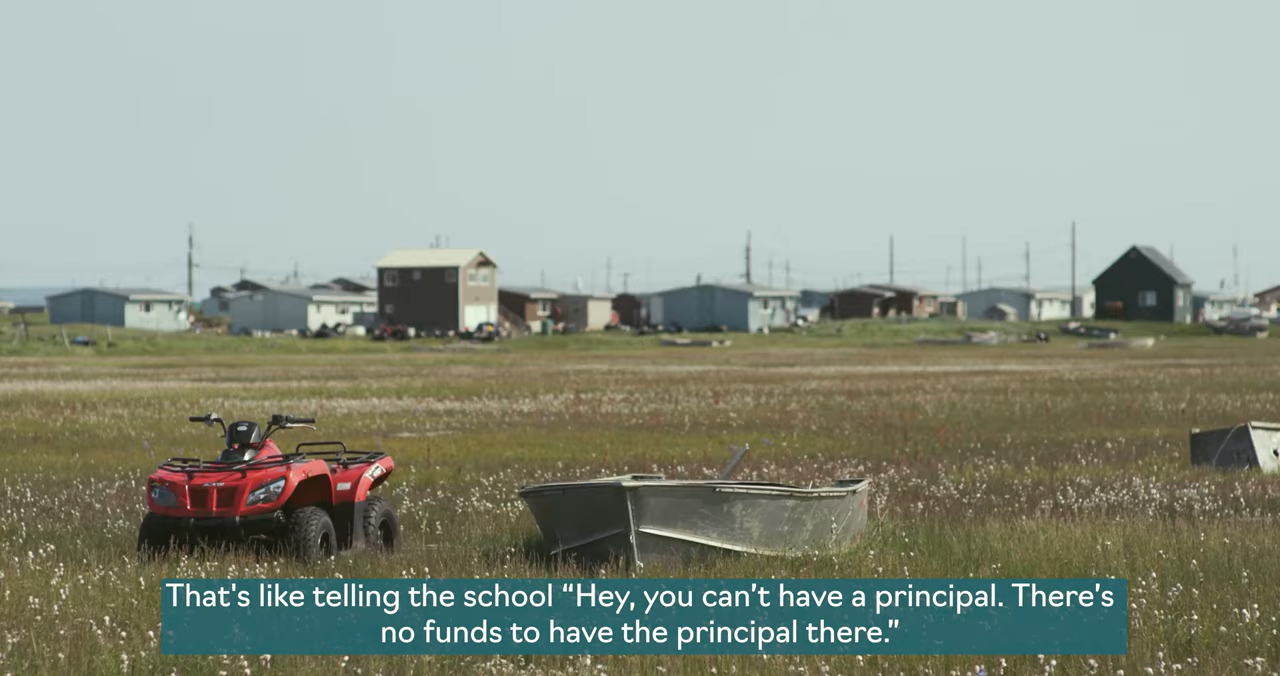 That's like telling the school “Hey, you can’t have a principal. There’s
no funds to have the principal there.”